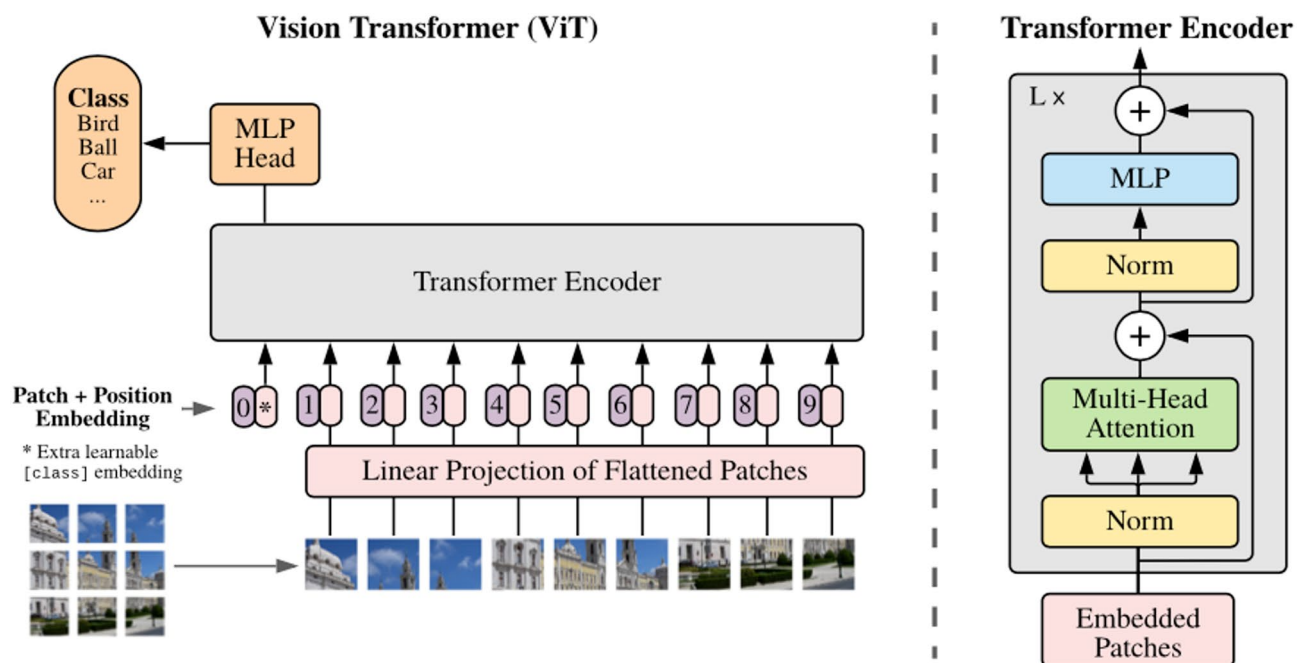 Vision Transformer (ViT)
Class
Bird
Ball
Car
...
MLP
Head
Transformer Encoder
Patch + Position
Embedding
0 * 1 2 3 4 5 6 7 8 9
* Extra learnable
[class] embedding
Linear Projection of Flattened Patches
Transformer Encoder
L ×
+
MLP
Norm
+
Multi-Head
Attention
Norm
Embedded
Patches